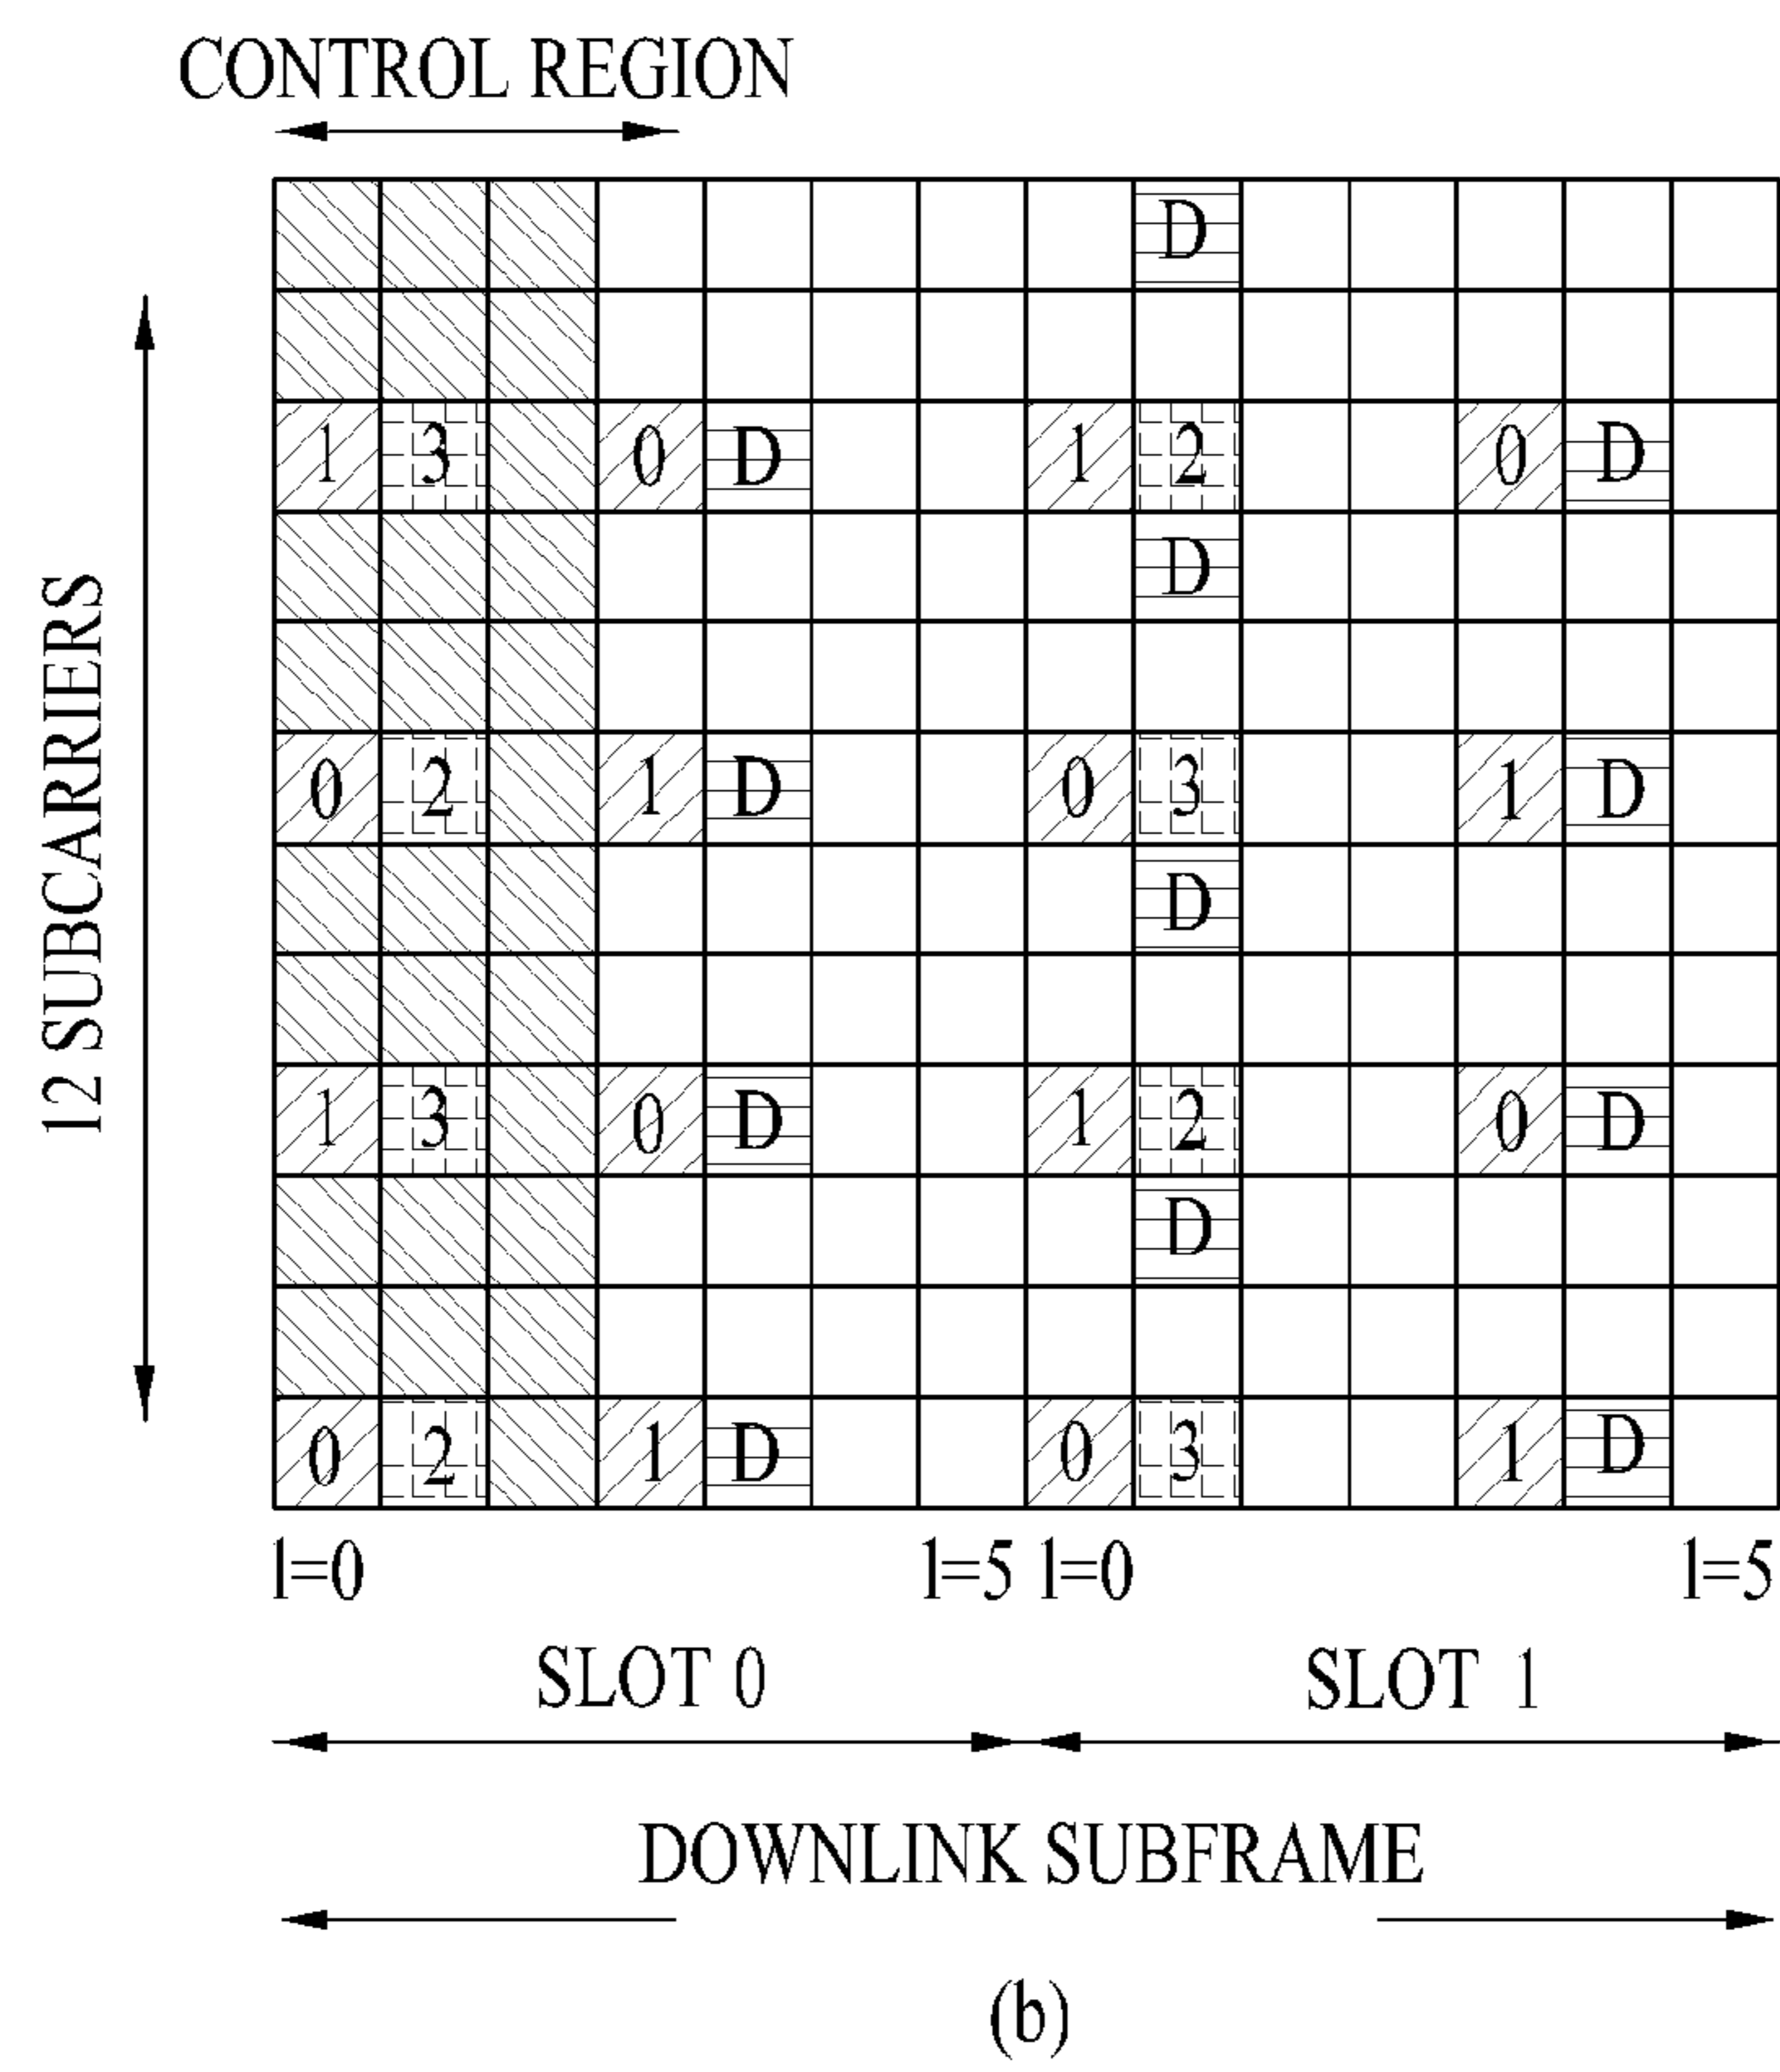 CONTROL REGION
12 SUBCARRIERS
D
1 3 0 D 1 2 0 D
D
0 2 1 D 0 3 1 D
D
1 3 0 D 1 2 0 D
D
0 2 1 D 0 3 1 D
l=0 l=5 l=0 l=5
SLOT 0 SLOT 1
DOWNLINK SUBFRAME
(b)